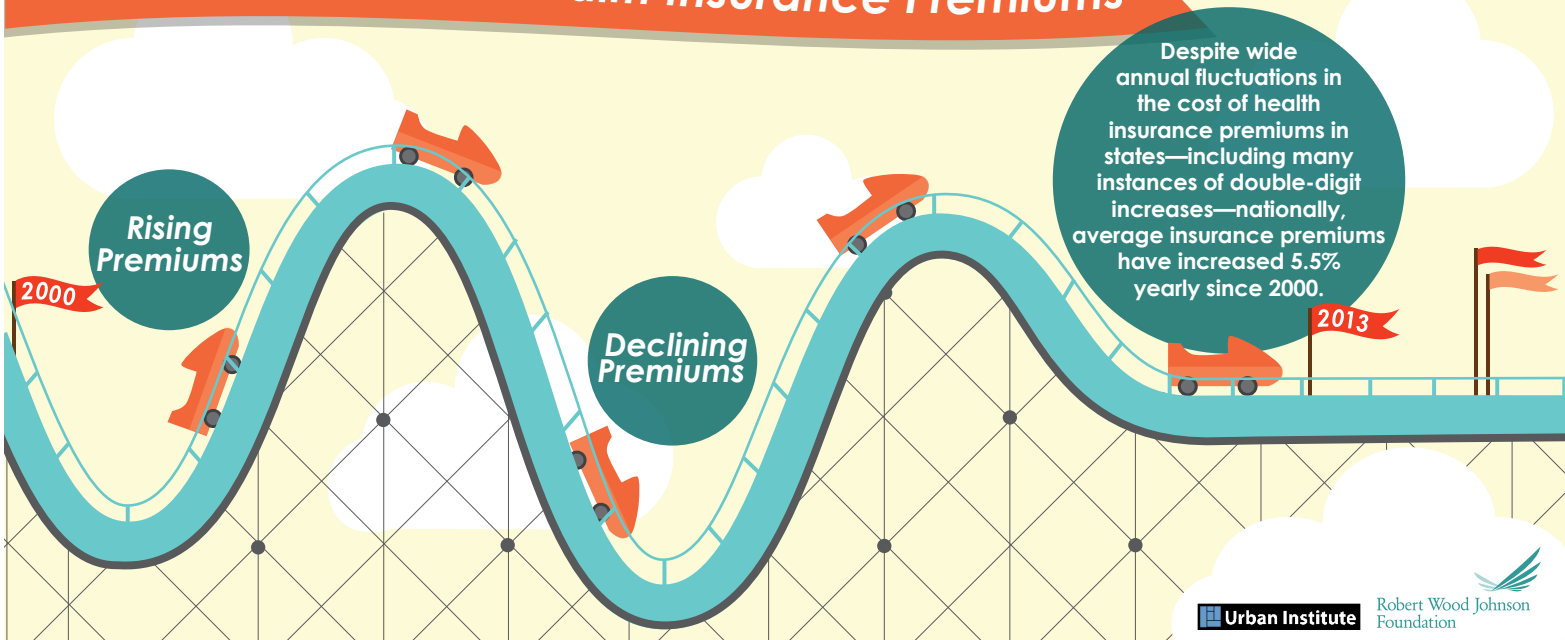 Insurance Premiums
Despite wide
annual fluctuations in
the cost of health
insurance premiums in
states—including many
instances of double-digit
increases—nationally,
average insurance premiums
have increased 5.5%
yearly since 2000.
Rising
Premiums
2000
Declining
Premiums
2013
Urban Institute
Robert Wood Johnson
Foundation